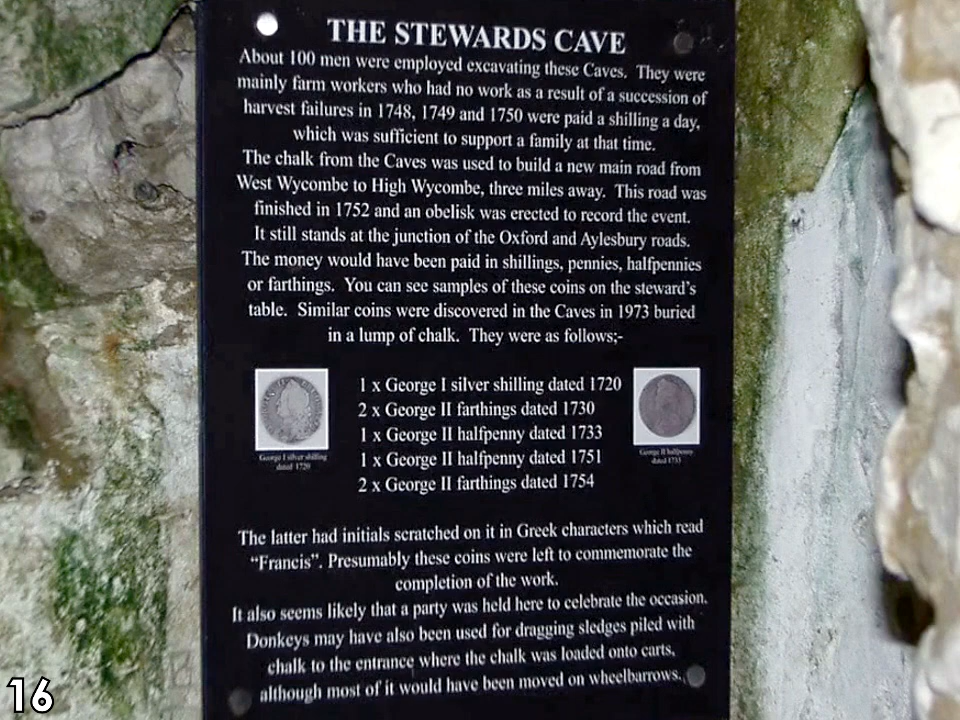 THE STEWARDS CAVE
About 100 men were employed excavating these Caves. They were
mainly farm workers who had no work as a result of a succession of
harvest failures in 1748, 1749 and 1750 were paid a shilling a day,
which was sufficient to support a family at that time.
The chalk from the Caves was used to build a new main road from
West Wycombe to High Wycombe, three miles away. This road was
finished in 1752 and an obelisk was erected to record the event.
It still stands at the junction of the Oxford and Aylesbury roads.
The money would have been paid in shillings, pennies, halfpennies
or farthings. You can see samples of these coins on the steward's
table. Similar coins were discovered in the Caves in 1973 buried
in a lump of chalk. They were as follows;-
1 x George I silver shilling dated 1720
2 x George II farthings dated 1730
1 x George II halfpenny dated 1733
1 x George II halfpenny dated 1751
2 x George II farthings dated 1754
George I silver shilling
dated 1720
George II halfpenny
dated 1733
The latter had initials scratched on it in Greek characters which read
“Francis”. Presumably these coins were left to commemorate the
completion of the work.
It also seems likely that a party was held here to celebrate the occasion.
Donkeys may have also been used for dragging sledges piled with
chalk to the entrance where the chalk was loaded onto carts,
although most of it would have been moved on wheelbarrows.
16